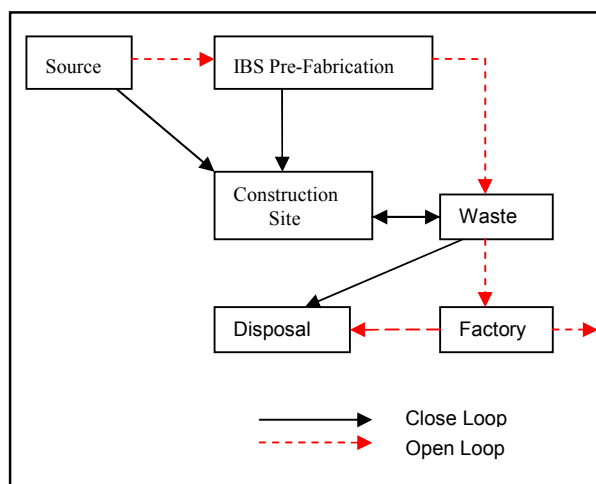 Source
IBS Pre-Fabrication
Construction
Site
Waste
Disposal
Factory
Close Loop
Open Loop